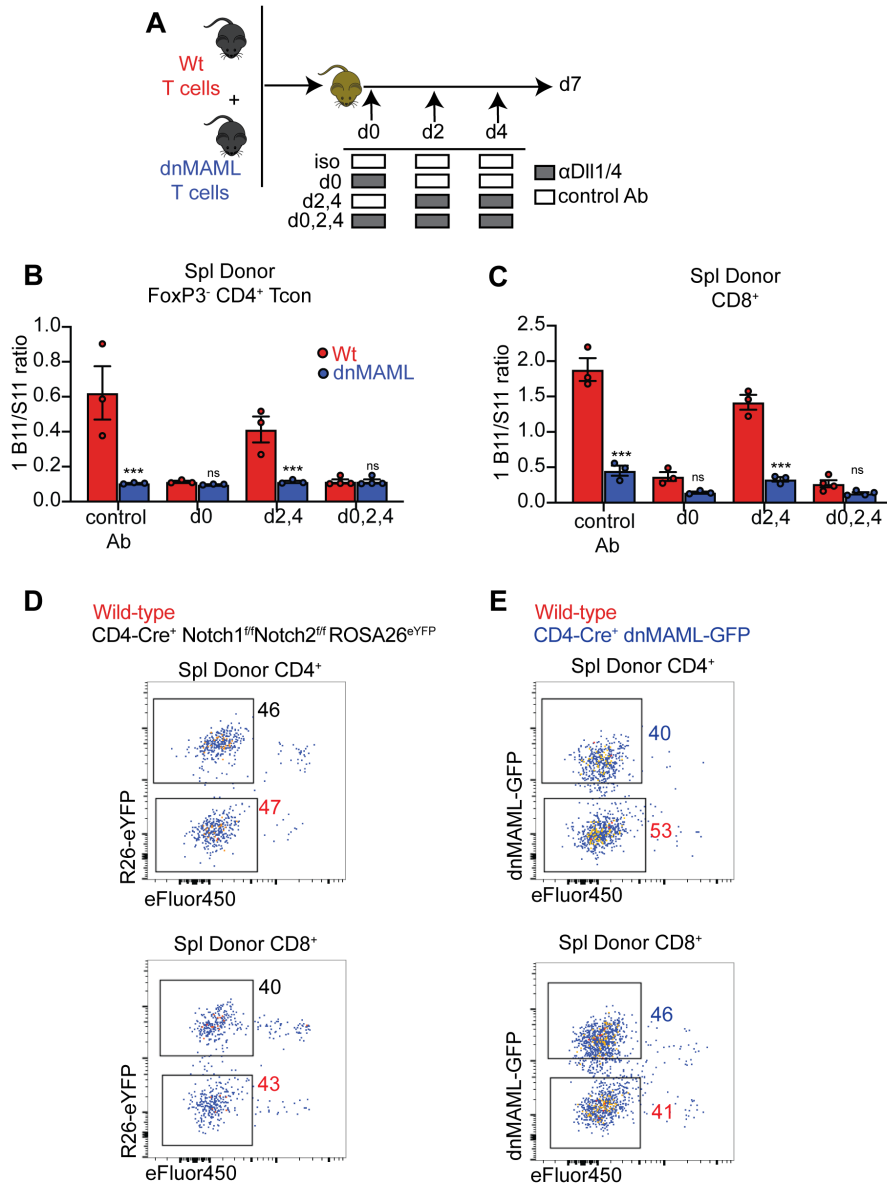 A
Wt
T cells
+
dnMAML
T cells
d7
d0 d2 d4
iso
d0
d2,4
d0,2,4
αDll1/4
control Ab
B
Spl Donor
FoxP3⁻ CD4⁺ Tcon
1 B11/S11 ratio
1.0
0.8
0.6
0.4
0.2
0.0
Wt
dnMAML
*** ns *** ns
control Ab d0 d2,4 d0,2,4
C
Spl Donor
CD8⁺
1 B11/S11 ratio
2.5
2.0
1.5
1.0
0.5
0.0
*** ns *** ns
control Ab d0 d2,4 d0,2,4
D
Wild-type
CD4-Cre⁺ Notch1ᶠ/ᶠNotch2ᶠ/ᶠ ROSA26ᵉʸᶠᵖ
Spl Donor CD4⁺
46
47
R26-eYFP
eFluor450
Spl Donor CD8⁺
40
43
R26-eYFP
eFluor450
E
Wild-type
CD4-Cre⁺ dnMAML-GFP
Spl Donor CD4⁺
40
53
dnMAML-GFP
eFluor450
Spl Donor CD8⁺
46
41
dnMAML-GFP
eFluor450